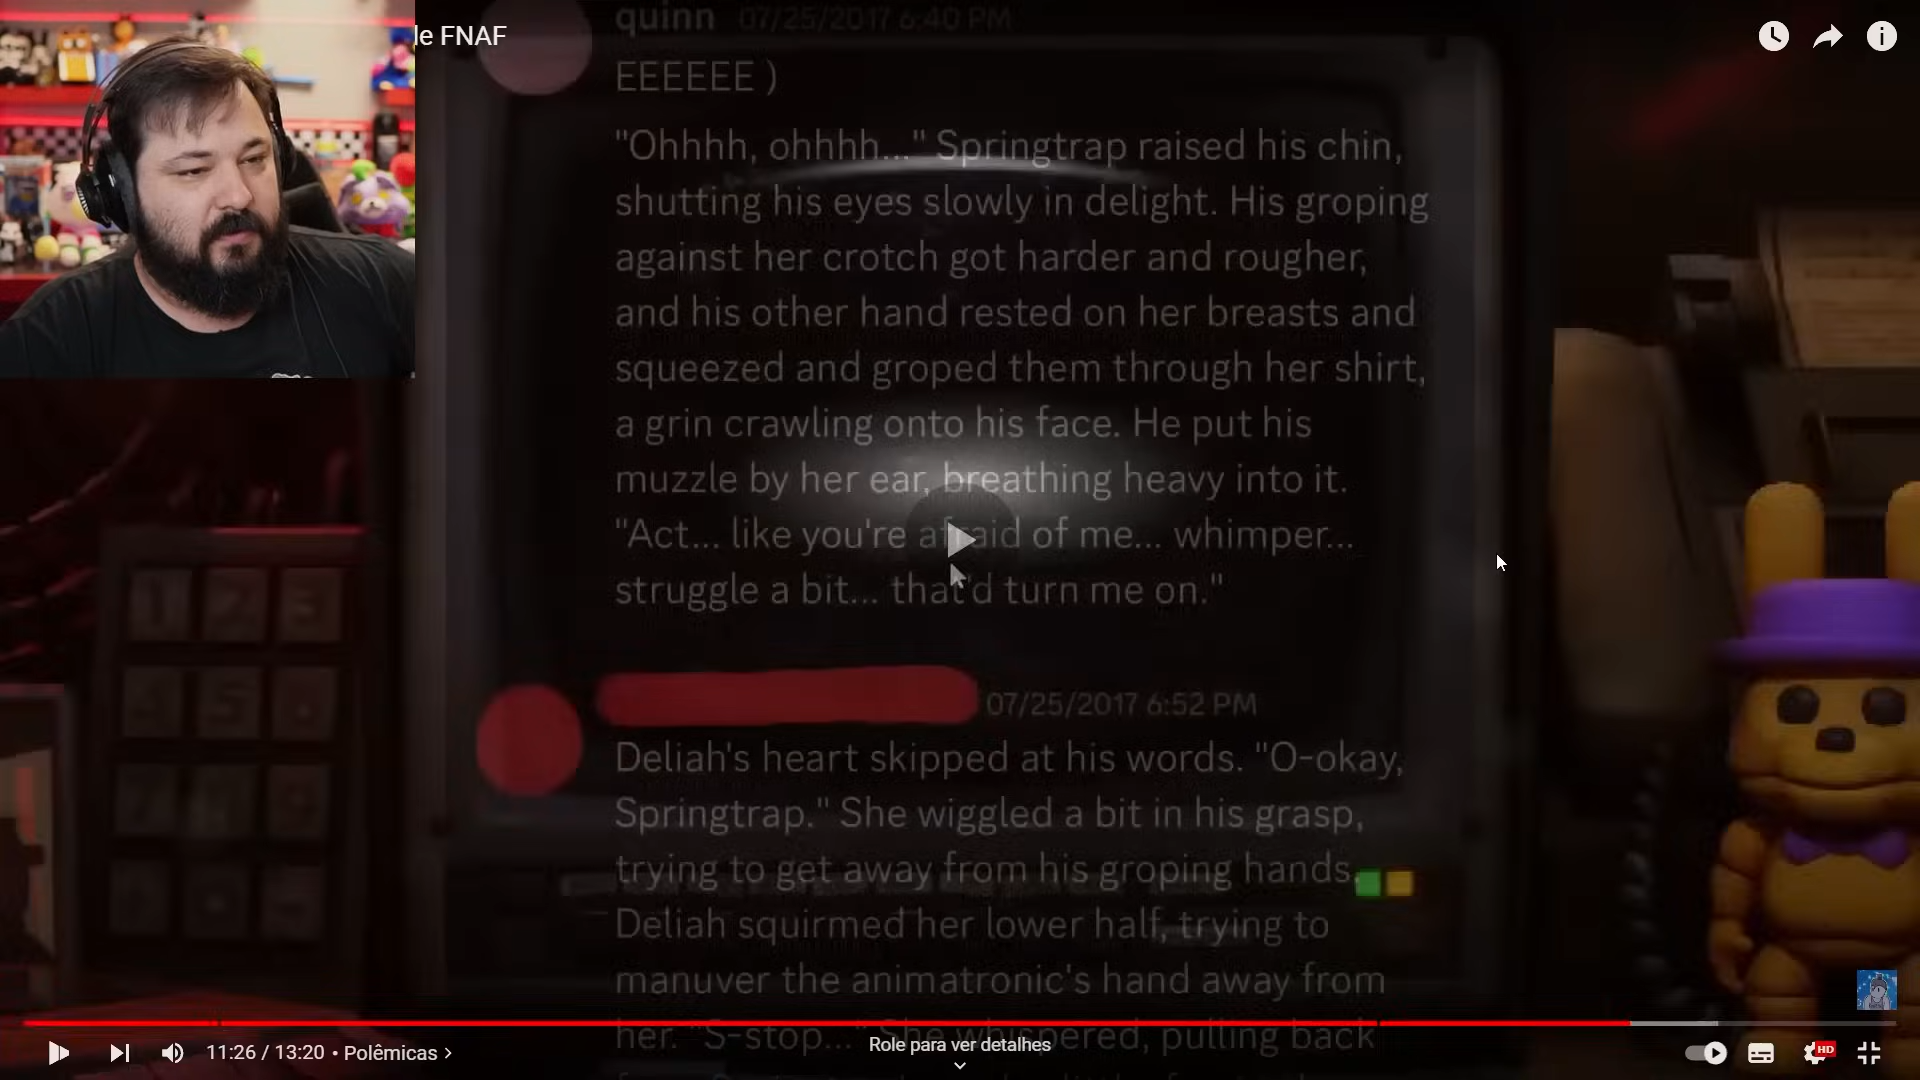 le FNAF
quinn 07/25/2017 6:40 PM
EEEEEE )
"Ohhhh, ohhhh..." Springtrap raised his chin,
shutting his eyes slowly in delight. His groping
against her crotch got harder and rougher,
and his other hand rested on her breasts and
squeezed and groped them through her shirt,
a grin crawling onto his face. He put his
muzzle by her ear, breathing heavy into it.
"Act... like you're afraid of me... whimper...
struggle a bit... that'd turn me on."
07/25/2017 6:52 PM
Deliah's heart skipped at his words. "O-okay,
Springtrap." She wiggled a bit in his grasp,
trying to get away from his groping hands.
Deliah squirmed her lower half, trying to
manuver the animatronic's hand away from
her. "S-stop..." She whispered, pulling back
11:26 / 13:20 • Polêmicas >
Role para ver detalhes
HD